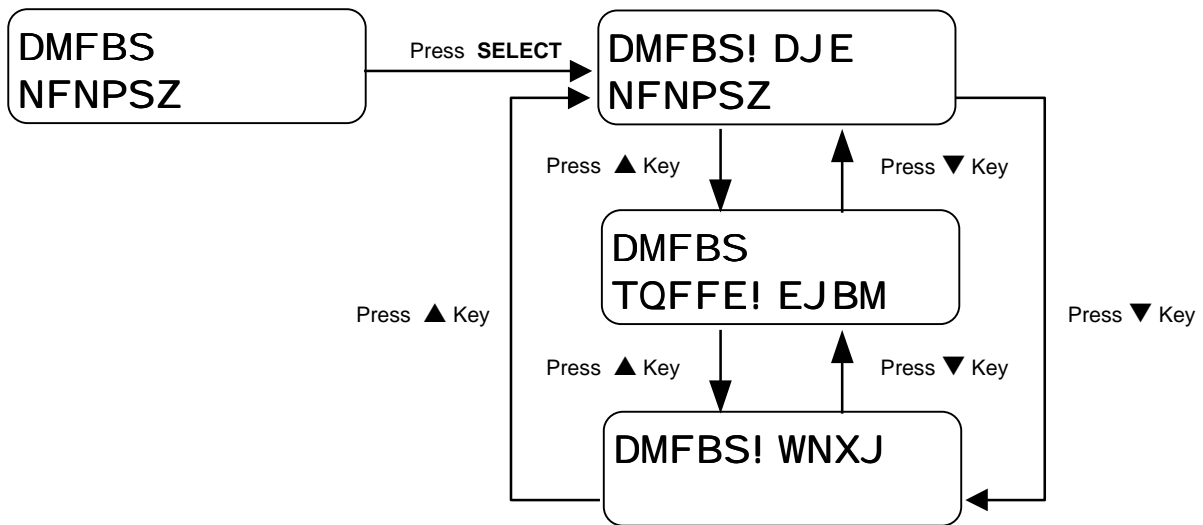 DMFBS
NFNPSZ
Press SELECT
DMFBS! DJE
NFNPSZ
Press ▲ Key
Press ▼ Key
DMFBS
TQFFE! EJBM
Press ▲ Key
Press ▼ Key
Press ▲ Key
Press ▼ Key
DMFBS! WNXJ